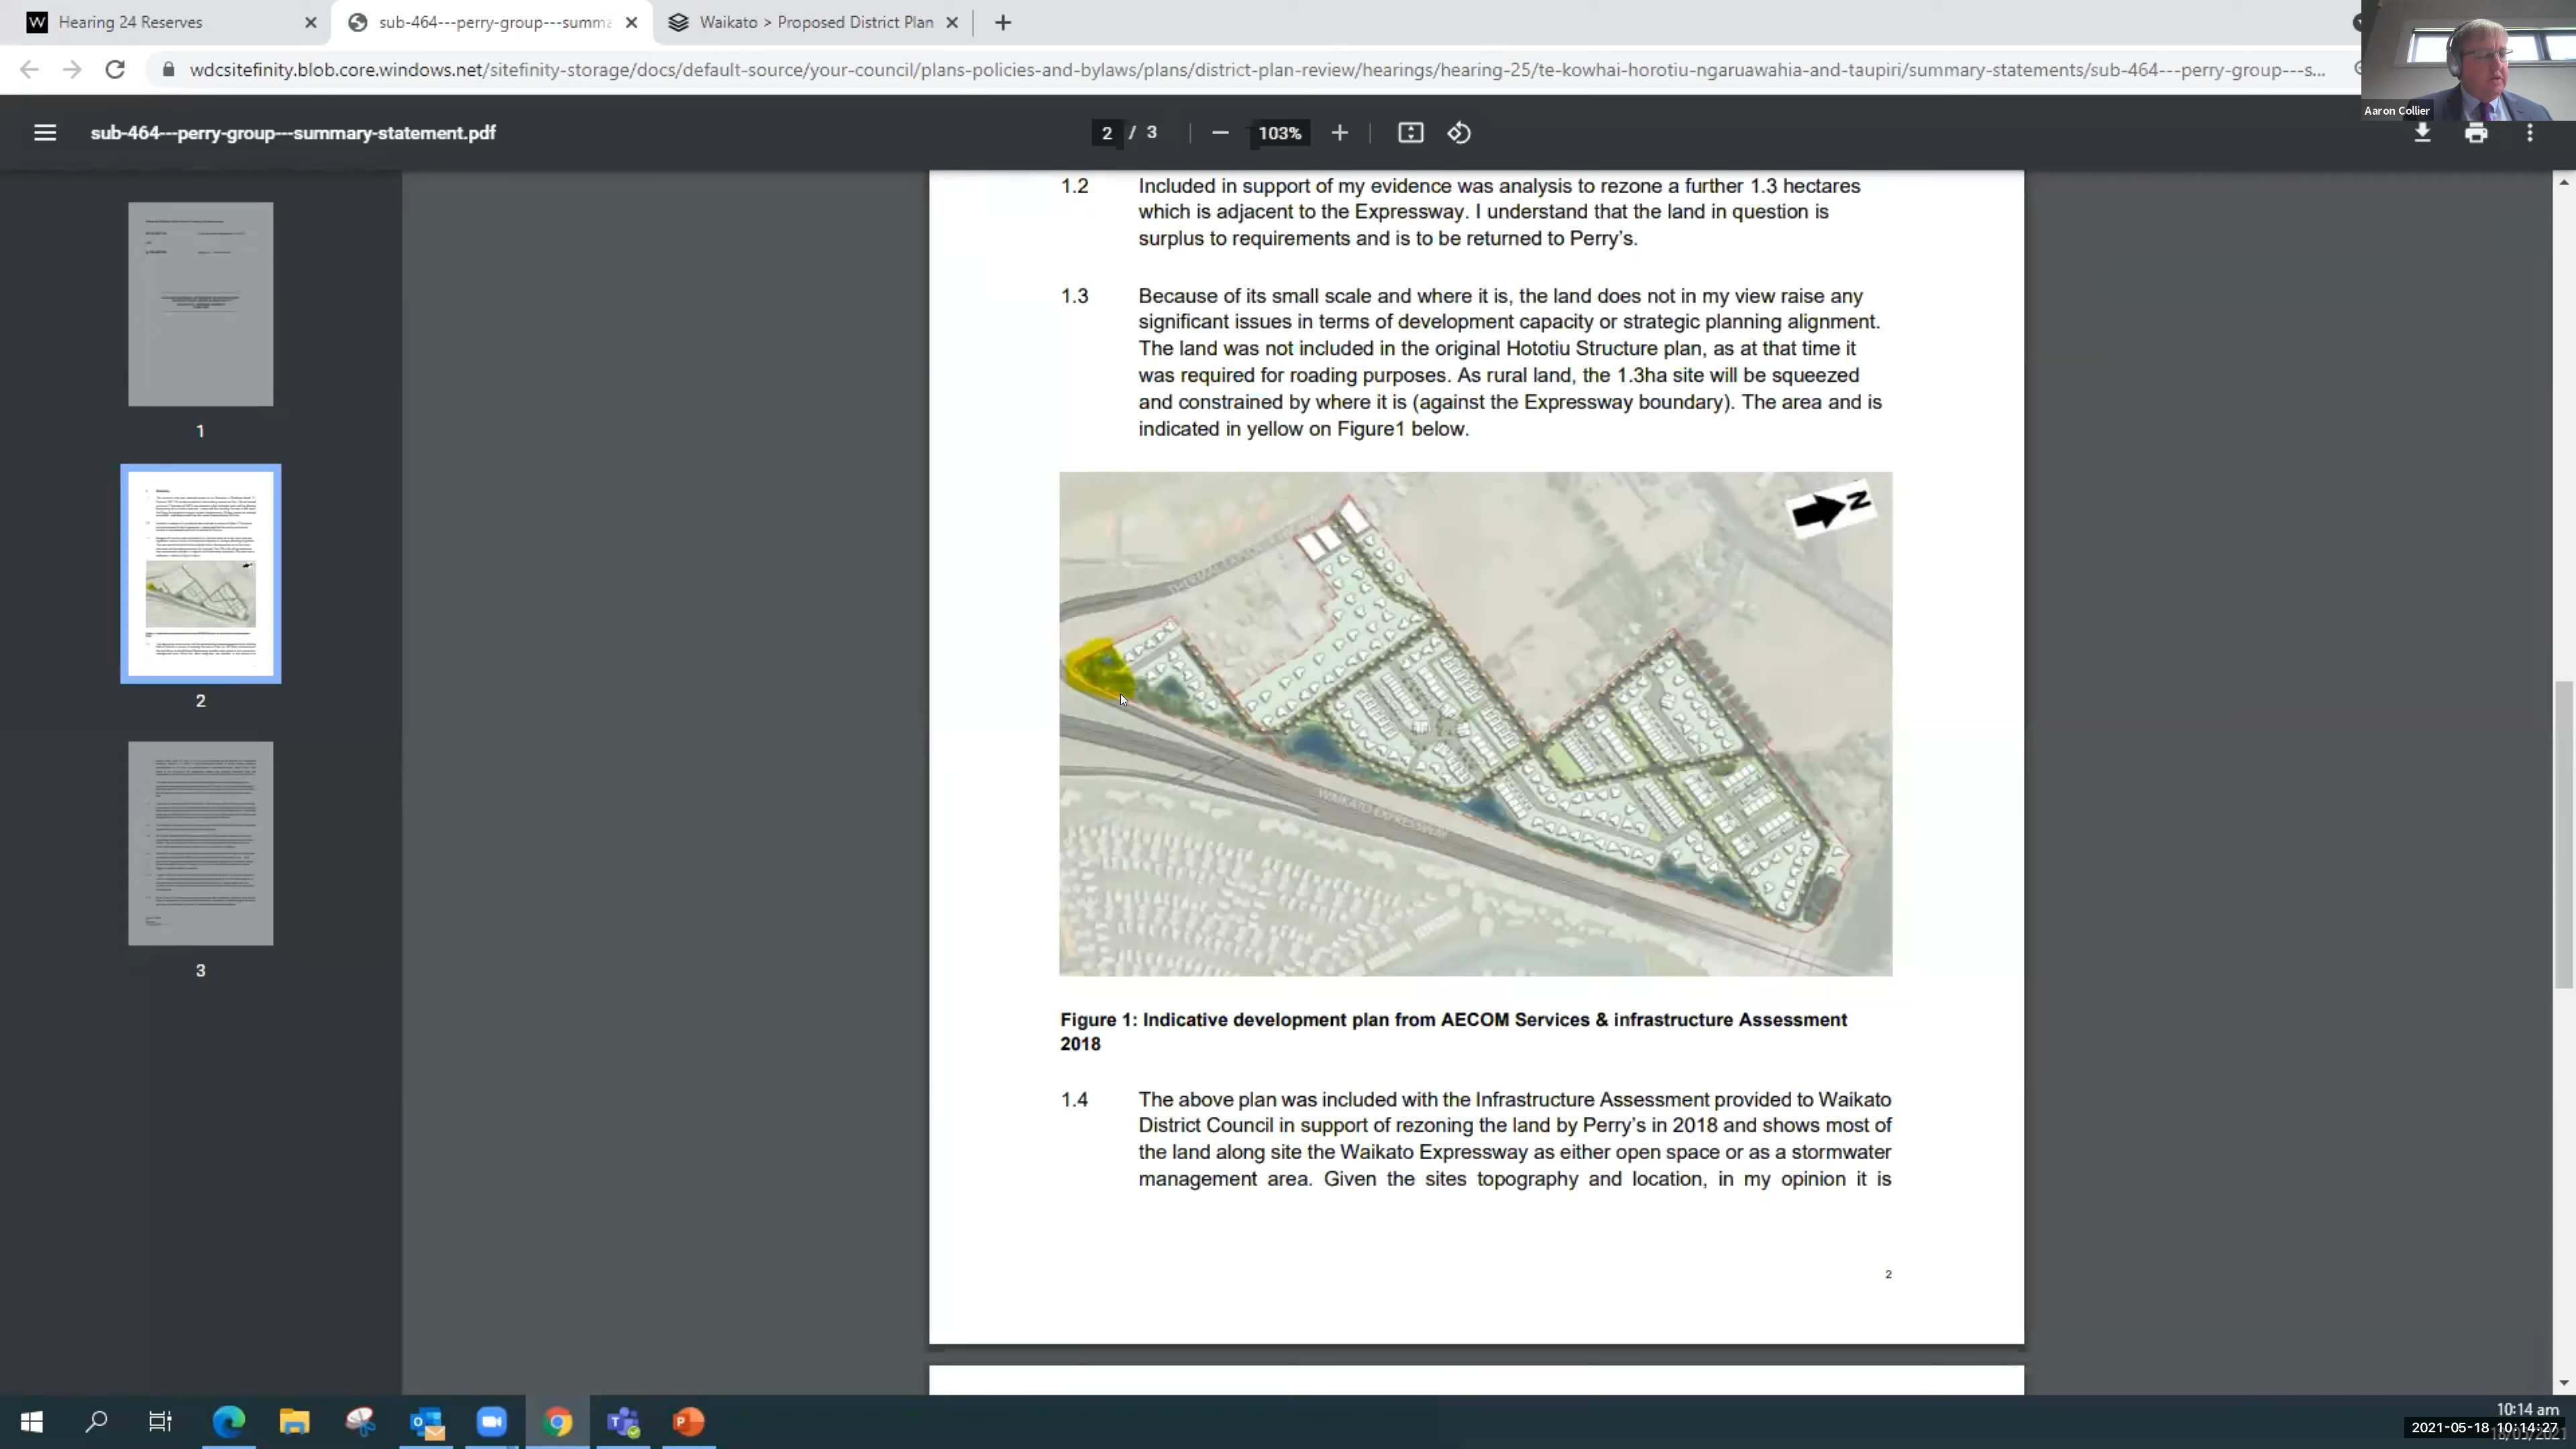 Hearing 24 Reserves
sub-464---perry-group---summa
Waikato > Proposed District Plan
wdcsitefinity.blob.core.windows.net/sitefinity-storage/docs/default-source/your-council/plans-policies-and-bylaws/plans/district-plan-review/hearings/hearing-25/te-kowhai-horotiu-ngaruawahia-and-taupiri/summary-statements/sub-464---perry-group---s...
Aaron Collier
sub-464---perry-group---summary-statement.pdf
2 / 3
103%
1
2
3
1.2 Included in support of my evidence was analysis to rezone a further 1.3 hectares
which is adjacent to the Expressway. I understand that the land in question is
surplus to requirements and is to be returned to Perry's.
1.3 Because of its small scale and where it is, the land does not in my view raise any
significant issues in terms of development capacity or strategic planning alignment.
The land was not included in the original Hototiu Structure plan, as at that time it
was required for roading purposes. As rural land, the 1.3ha site will be squeezed
and constrained by where it is (against the Expressway boundary). The area and is
indicated in yellow on Figure1 below.
N
WAIKATO EXPRESSWAY
Figure 1: Indicative development plan from AECOM Services & infrastructure Assessment
2018
1.4 The above plan was included with the Infrastructure Assessment provided to Waikato
District Council in support of rezoning the land by Perry's in 2018 and shows most of
the land along site the Waikato Expressway as either open space or as a stormwater
management area. Given the sites topography and location, in my opinion it is
2
10:14 am
2021-05-18 10:14:27